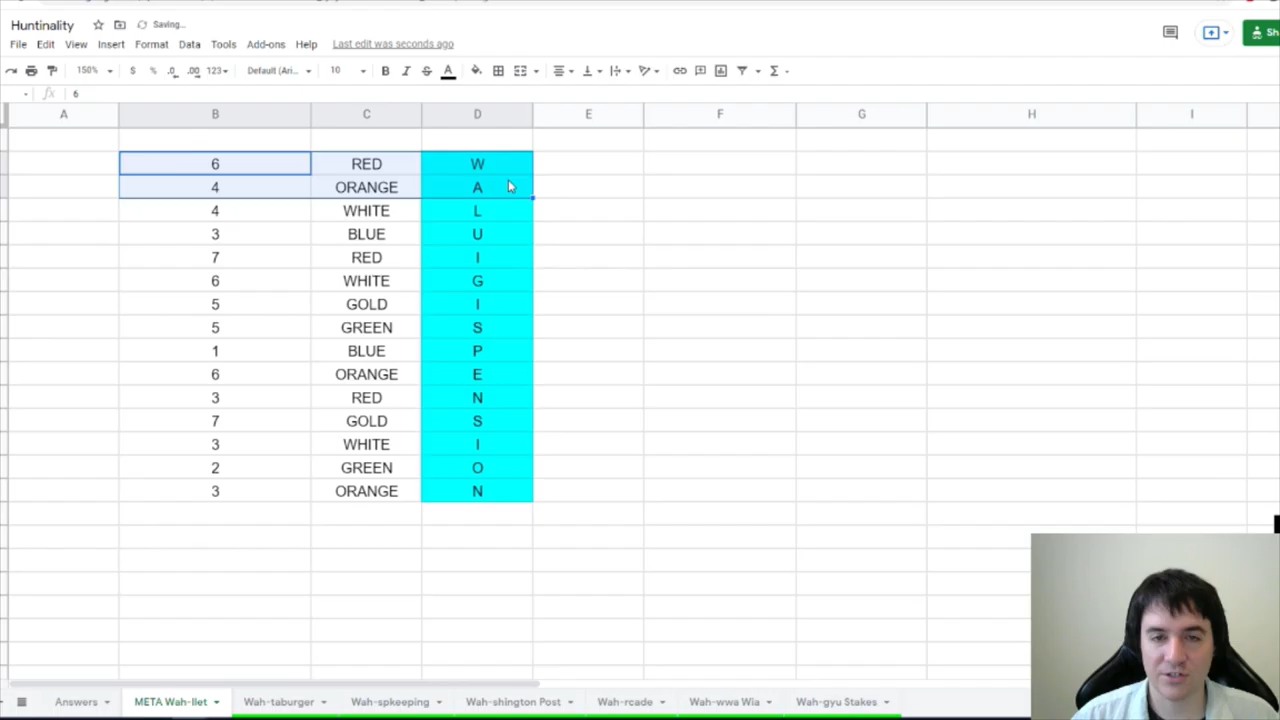 Huntinality Saving...
File Edit View Insert Format Data Tools Add-ons Help Last edit was seconds ago
150% $ % .0 .00 123 Default (Ari... 10 B I S A
fx 6
A B C D E F G H I
6 RED W
4 ORANGE A
4 WHITE L
3 BLUE U
7 RED I
6 WHITE G
5 GOLD I
5 GREEN S
1 BLUE P
6 ORANGE E
3 RED N
7 GOLD S
3 WHITE I
2 GREEN O
3 ORANGE N
Answers META Wah-llet Wah-taburger Wah-spkeeping Wah-shington Post Wah-rcade Wah-wwa Wia Wah-gyu Stakes